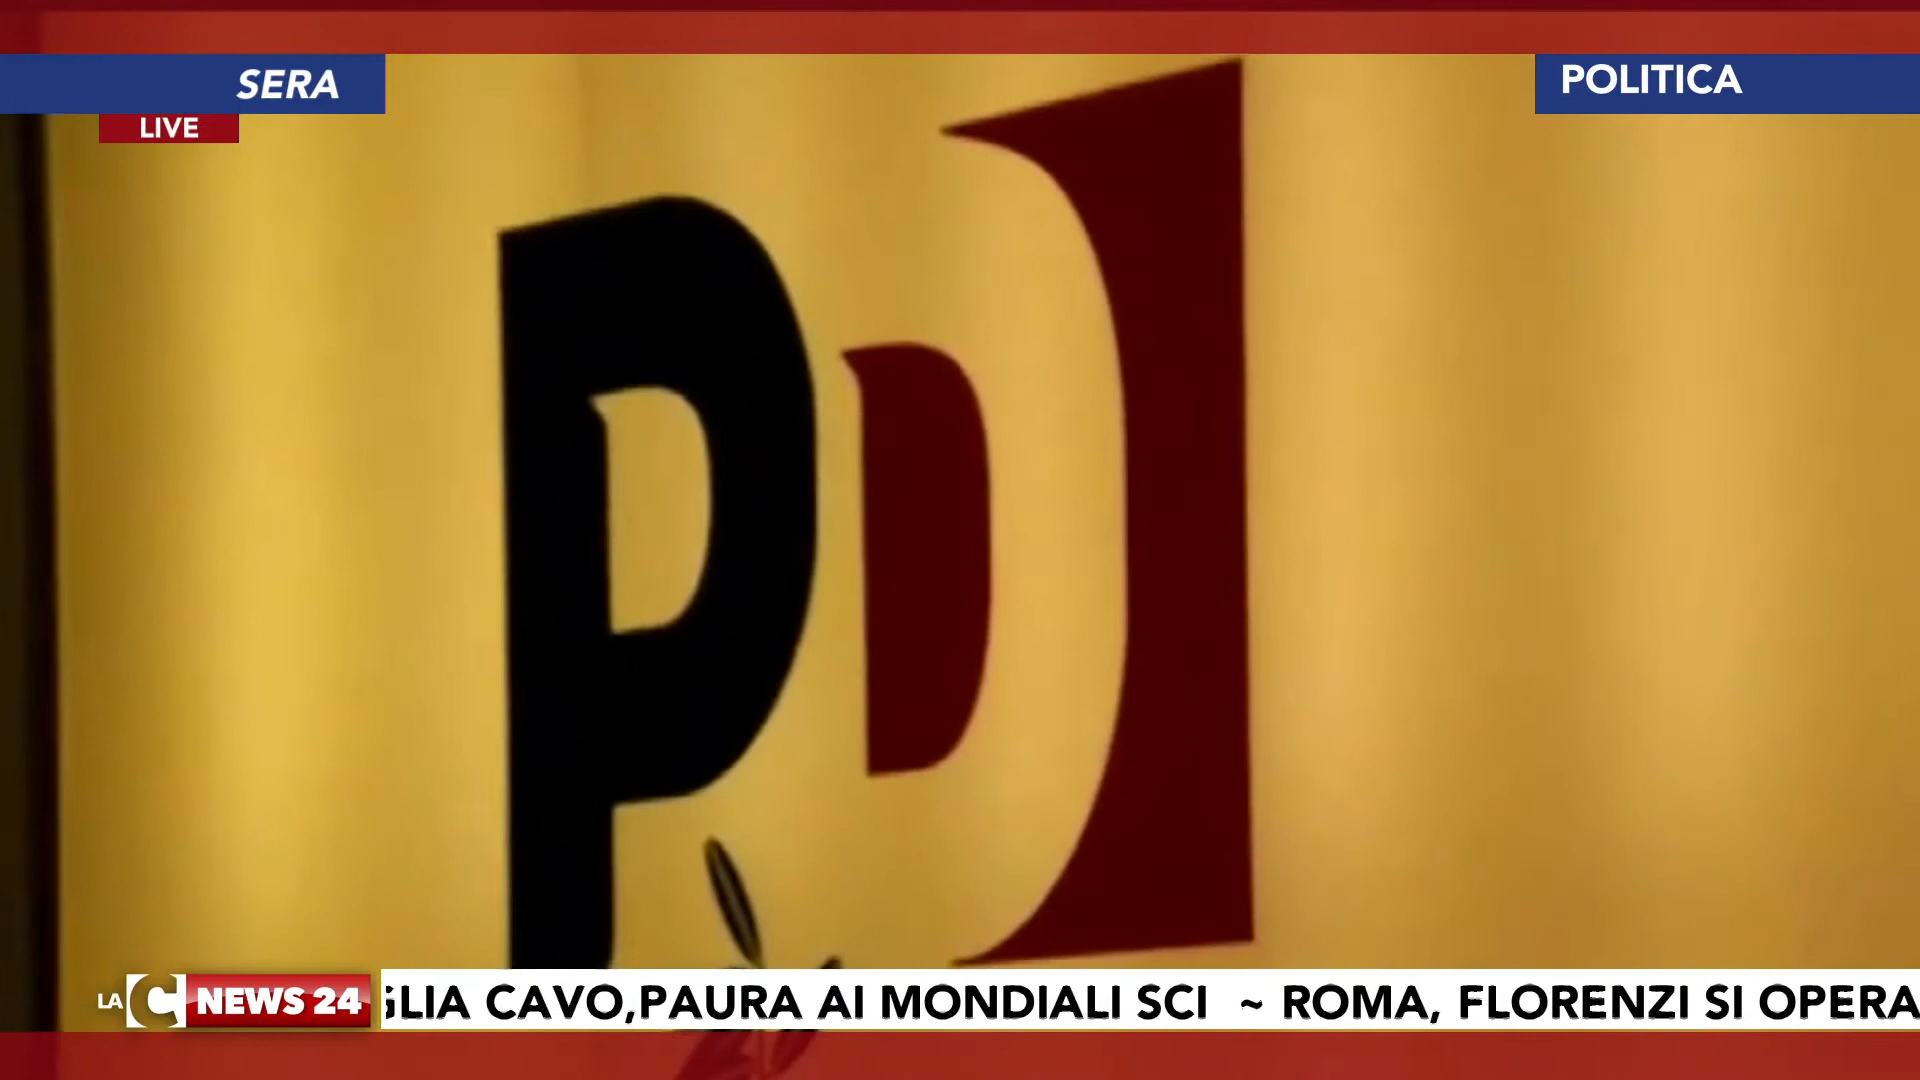 SERA
POLITICA
LIVE
PD
LA C NEWS 24
GLIA CAVO,PAURA AI MONDIALI SCI ~ ROMA, FLORENZI SI OPERA